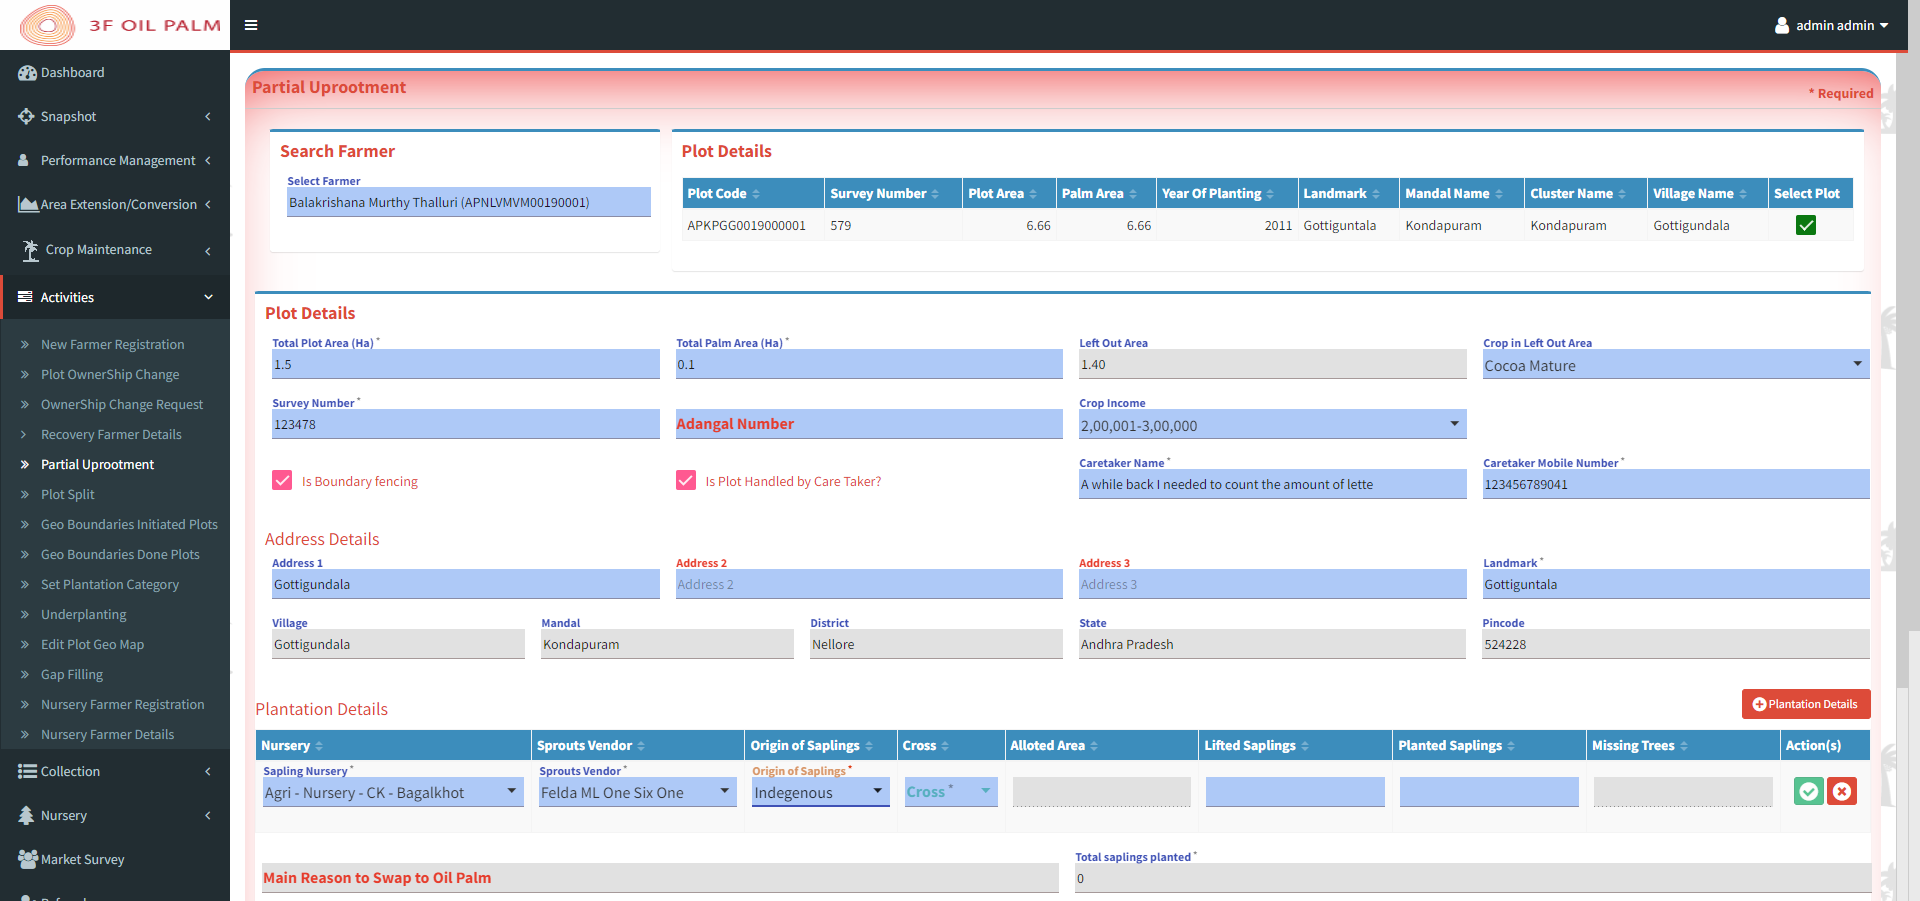 3F OIL PALM
admin admin
Dashboard
Snapshot
Performance Management
Area Extension/Conversion
Crop Maintenance
Activities
New Farmer Registration
Plot OwnerShip Change
OwnerShip Change Request
Recovery Farmer Details
Partial Uprootment
Plot Split
Geo Boundaries Initiated Plots
Geo Boundaries Done Plots
Set Plantation Category
Underplanting
Edit Plot Geo Map
Gap Filling
Nursery Farmer Registration
Nursery Farmer Details
Collection
Nursery
Market Survey
Partial Uprootment
* Required
Search Farmer
Select Farmer
Balakrishana Murthy Thalluri (APNLVMVM00190001)
Plot Details
Plot Code Survey Number Plot Area Palm Area Year Of Planting Landmark Mandal Name Cluster Name Village Name Select Plot
APKPGG0019000001 579 6.66 6.66 2011 Gottiguntala Kondapuram Kondapuram Gottigundala
Plot Details
Total Plot Area (Ha) * Total Palm Area (Ha) * Left Out Area Crop in Left Out Area
1.5 0.1 1.40 Cocoa Mature
Survey Number * Crop Income
123478 Adangal Number 2,00,001-3,00,000
Caretaker Name * Caretaker Mobile Number *
Is Boundary fencing Is Plot Handled by Care Taker? A while back I needed to count the amount of lette 123456789041
Address Details
Address 1 Address 2 Address 3 Landmark *
Gottigundala Address 2 Address 3 Gottiguntala
Village Mandal District State Pincode
Gottigundala Kondapuram Nellore Andhra Pradesh 524228
Plantation Details
Plantation Details
Nursery Sprouts Vendor Origin of Saplings Cross Alloted Area Lifted Saplings Planted Saplings Missing Trees Action(s)
Sapling Nursery * Sprouts Vendor * Origin of Saplings *
Agri - Nursery - CK - Bagalkhot Felda ML One Six One Indegenous Cross *
Total saplings planted *
Main Reason to Swap to Oil Palm 0